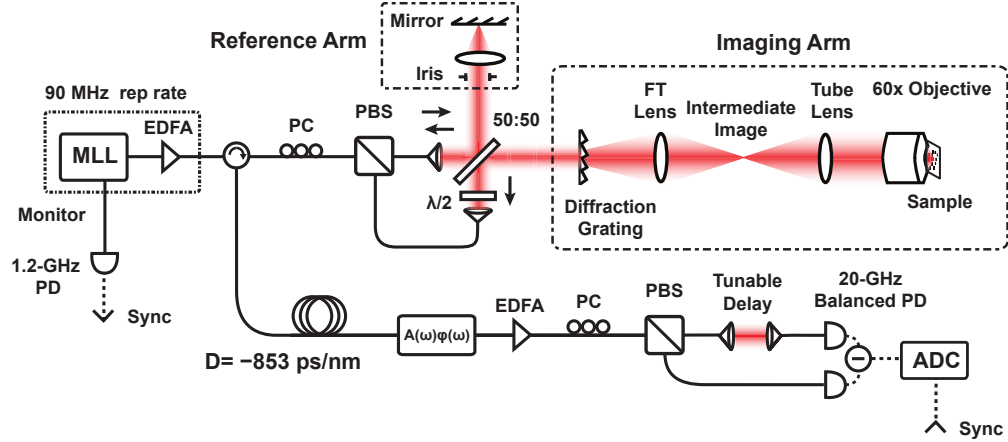 Reference Arm
Mirror
Iris
Imaging Arm
FT
Lens
Intermediate
Image
Tube
Lens
60x Objective
Diffraction
Grating
Sample
90 MHz rep rate
MLL
EDFA
PC
PBS
50:50
λ/2
Monitor
1.2-GHz
PD
Sync
D= −853 ps/nm
A(ω)φ(ω)
EDFA
PC
PBS
Tunable
Delay
20-GHz
Balanced PD
−
ADC
Sync